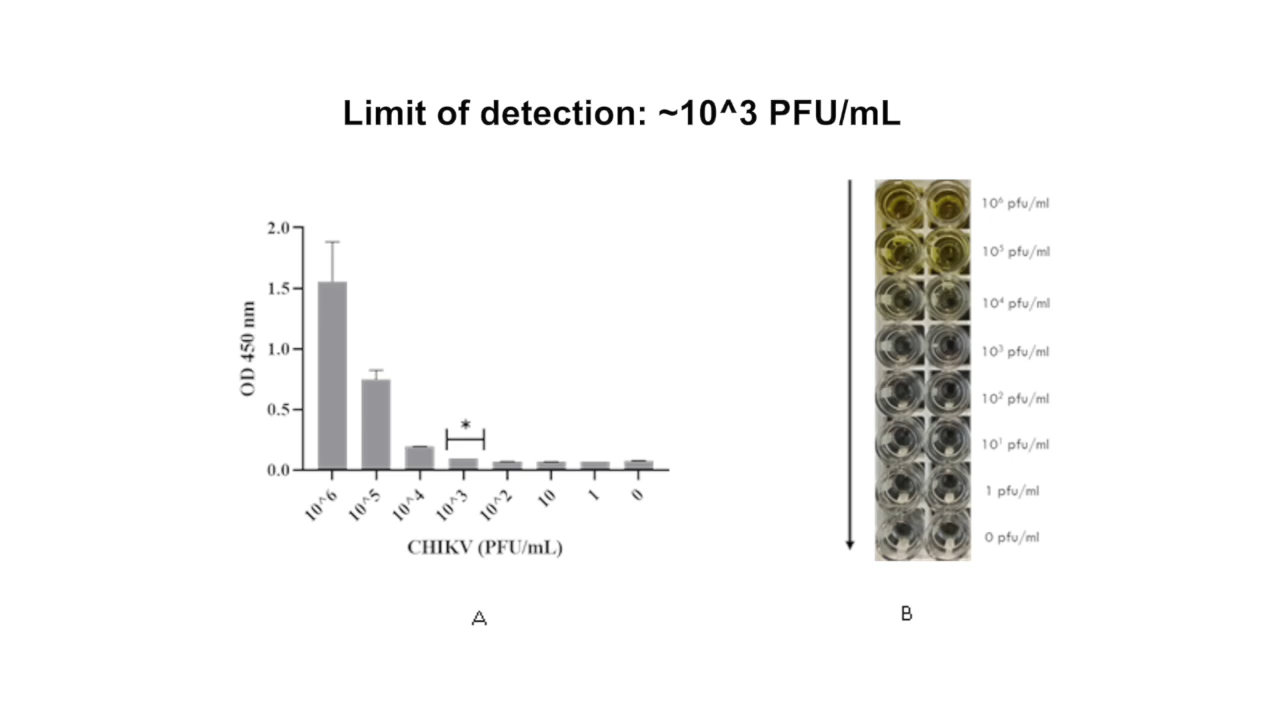 Limit of detection: ~10^3 PFU/mL
2.0
1.5
1.0
0.5
0.0
OD 450 nm
*
10^6
10^5
10^4
10^3
10^2
10
1
0
CHIKV (PFU/mL)
A
10⁶ pfu/ml
10⁵ pfu/ml
10⁴ pfu/ml
10³ pfu/ml
10² pfu/ml
10¹ pfu/ml
1 pfu/ml
0 pfu/ml
B